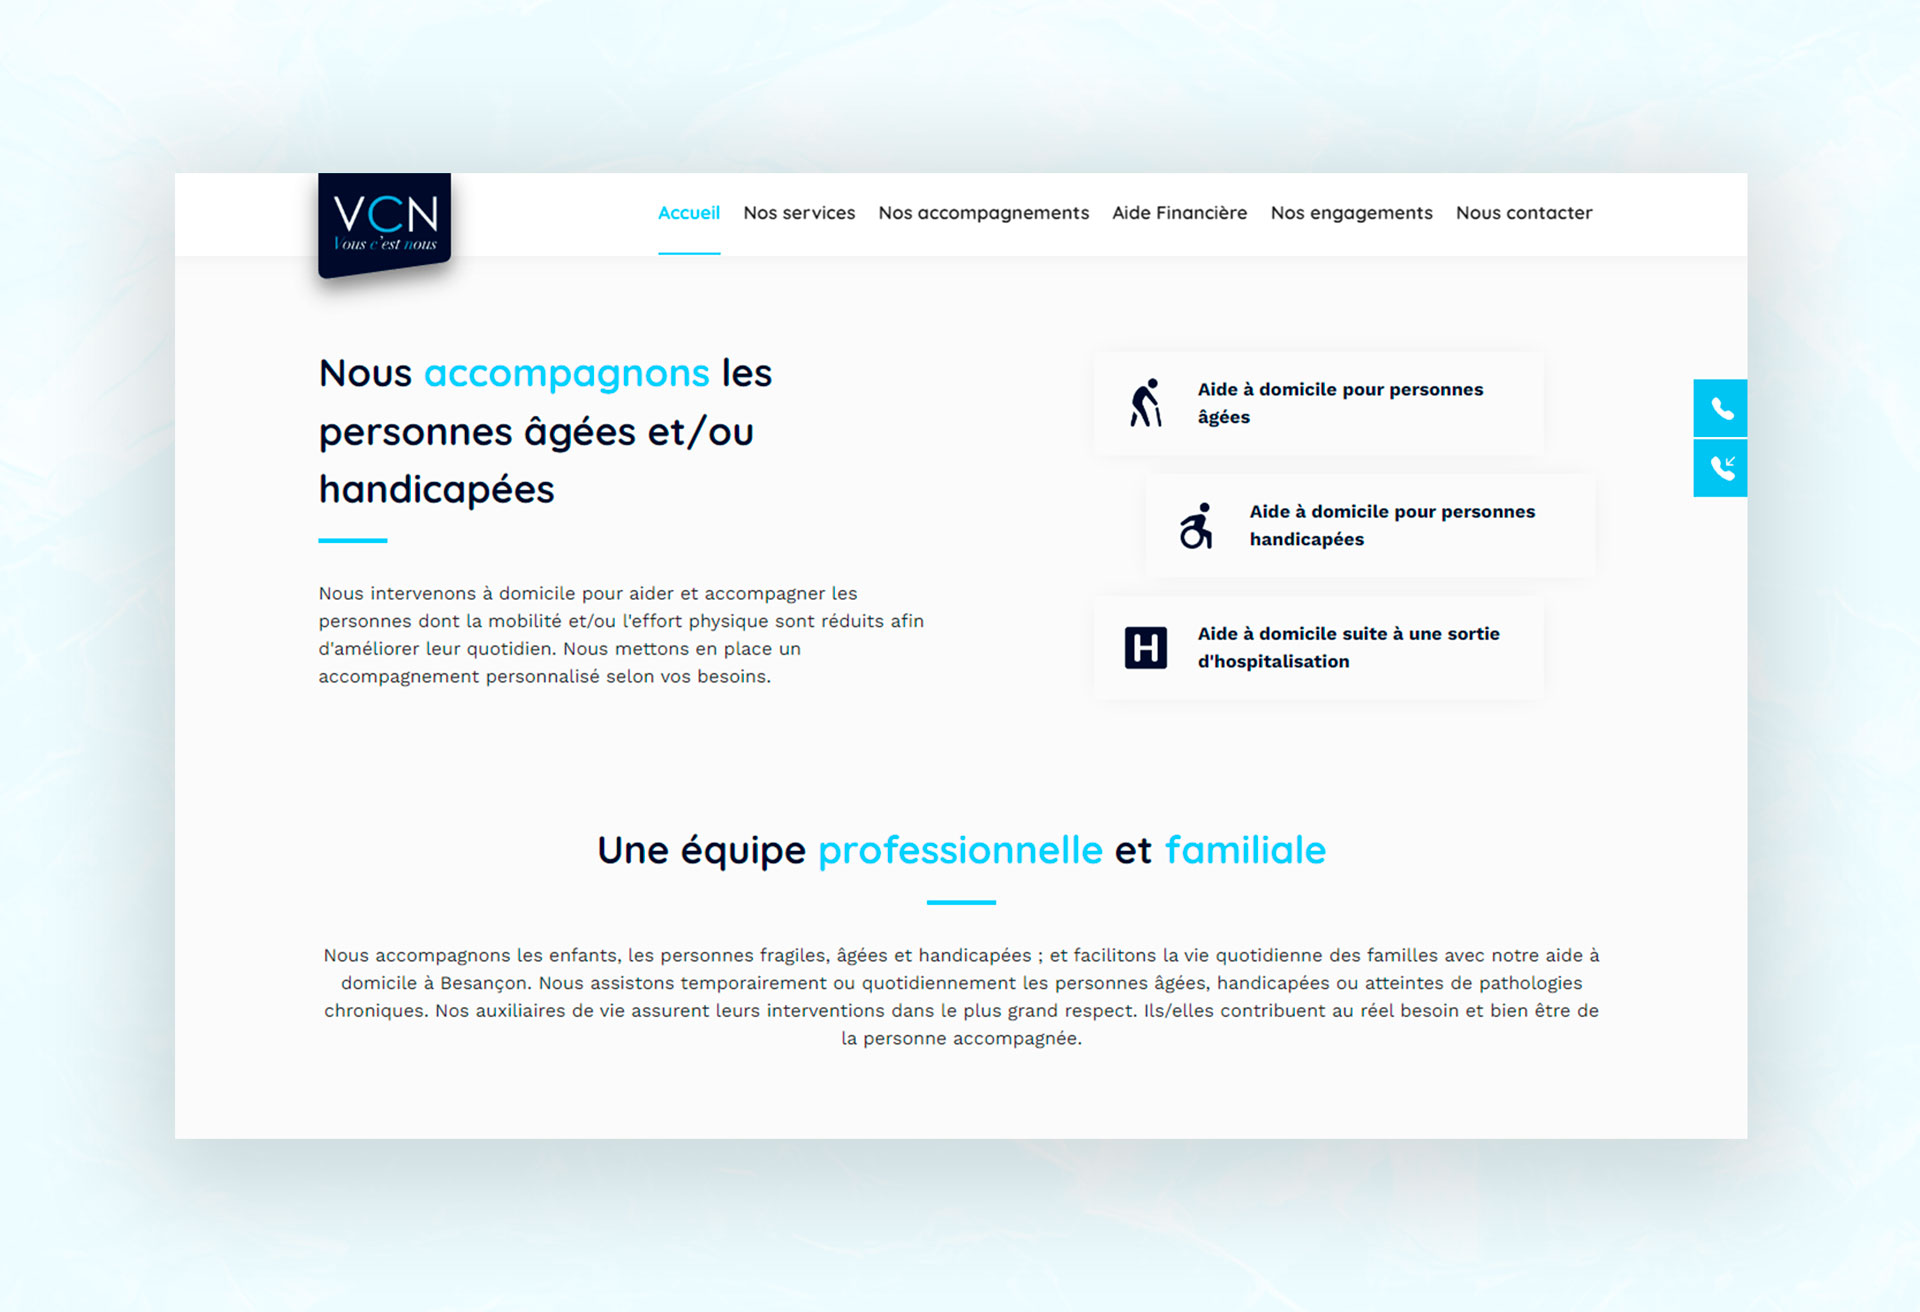 VCN
Vous c'est nous
Accueil Nos services Nos accompagnements Aide Financière Nos engagements Nous contacter
Nous accompagnons les
personnes âgées et/ou
handicapées
Nous intervenons à domicile pour aider et accompagner les
personnes dont la mobilité et/ou l'effort physique sont réduits afin
d'améliorer leur quotidien. Nous mettons en place un
accompagnement personnalisé selon vos besoins.
Aide à domicile pour personnes
âgées
Aide à domicile pour personnes
handicapées
H
Aide à domicile suite à une sortie
d'hospitalisation
Une équipe professionnelle et familiale
Nous accompagnons les enfants, les personnes fragiles, âgées et handicapées ; et facilitons la vie quotidienne des familles avec notre aide à
domicile à Besançon. Nous assistons temporairement ou quotidiennement les personnes âgées, handicapées ou atteintes de pathologies
chroniques. Nos auxiliaires de vie assurent leurs interventions dans le plus grand respect. Ils/elles contribuent au réel besoin et bien être de
la personne accompagnée.